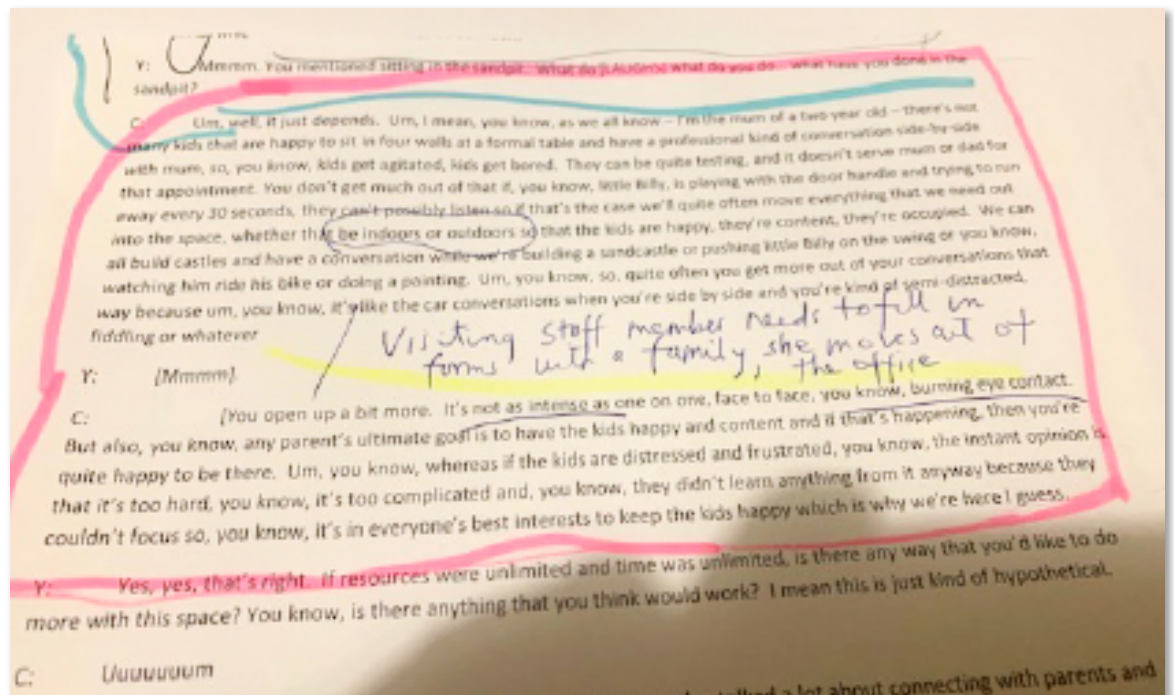 Y: Mmmm. You mentioned sitting in the sandpit. What do [LAUGHS] what do you do.. what have you done in the
sandpit?
C: Um, well, it just depends. Um, I mean, you know, as we all know – I'm the mum of a two year old – there's not
many kids that are happy to sit in four walls at a formal table and have a professional kind of conversation side-by-side
with mum, so, you know, kids get agitated, kids get bored. They can be quite testing, and it doesn't serve mum or dad for
that appointment. You don't get much out of that if, you know, little Billy, is playing with the door handle and trying to run
away every 30 seconds, they can't possibly listen so if that's the case we'll quite often move everything that we need out
into the space, whether that be indoors or outdoors so that the kids are happy, they're content, they're occupied. We can
all build castles and have a conversation while we're building a sandcastle or pushing little Billy on the swing or you know,
watching him ride his bike or doing a painting. Um, you know, so, quite often you get more out of your conversations that
way because um, you know, it's like the car conversations when you're side by side and you're kind of semi-distracted,
fiddling or whatever
Visiting staff member needs to fill in
forms with a family, she moves out of
the office
Y: [Mmmm].
C: [You open up a bit more. It's not as intense as one on one, face to face, you know, burning eye contact.
But also, you know, any parent's ultimate goal is to have the kids happy and content and if that's happening, then you're
quite happy to be there. Um, you know, whereas if the kids are distressed and frustrated, you know, the instant opinion is
that it's too hard, you know, it's too complicated and, you know, they didn't learn anything from it anyway because they
couldn't focus so, you know, it's in everyone's best interests to keep the kids happy which is why we're here I guess.
Y: Yes, yes, that's right. If resources were unlimited and time was unlimited, is there any way that you'd like to do
more with this space? You know, is there anything that you think would work? I mean this is just kind of hypothetical.
C: Uuuuuuum
talked a lot about connecting with parents and